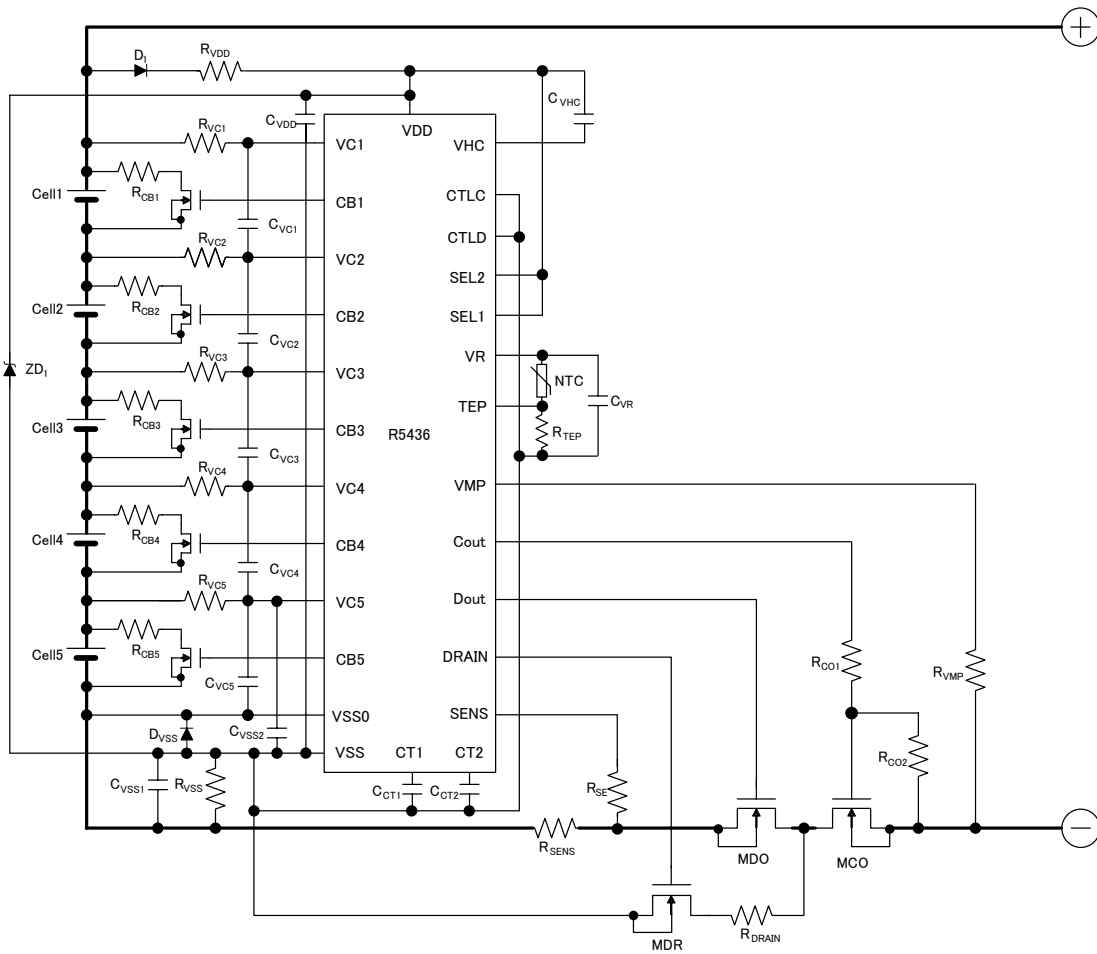 +
D1
RVDD
CVHC
CVDD
VDD
RVC1
VC1
VHC
RCB1
Cell1
CB1
CTLC
CVC1
RVC2
VC2
CTLD
SEL2
RCB2
Cell2
CB2
SEL1
CVC2
RVC3
VC3
VR
ZD1
NTC
TEP
CVR
RCB3
Cell3
CB3
R5436
RTEP
CVC3
RVC4
VC4
VMP
RCB4
Cell4
CB4
Cout
CVC4
RVC5
VC5
Dout
RCB5
Cell5
CB5
DRAIN
RCO1
RVMP
CVC5
VSS0
SENS
DVSS
CVSS2
VSS
CT1
CT2
RCO2
CVSS1
RVSS
CCT1
CCT2
RSE
RSENS
MDO
MCO
−
MDR
RDRAIN